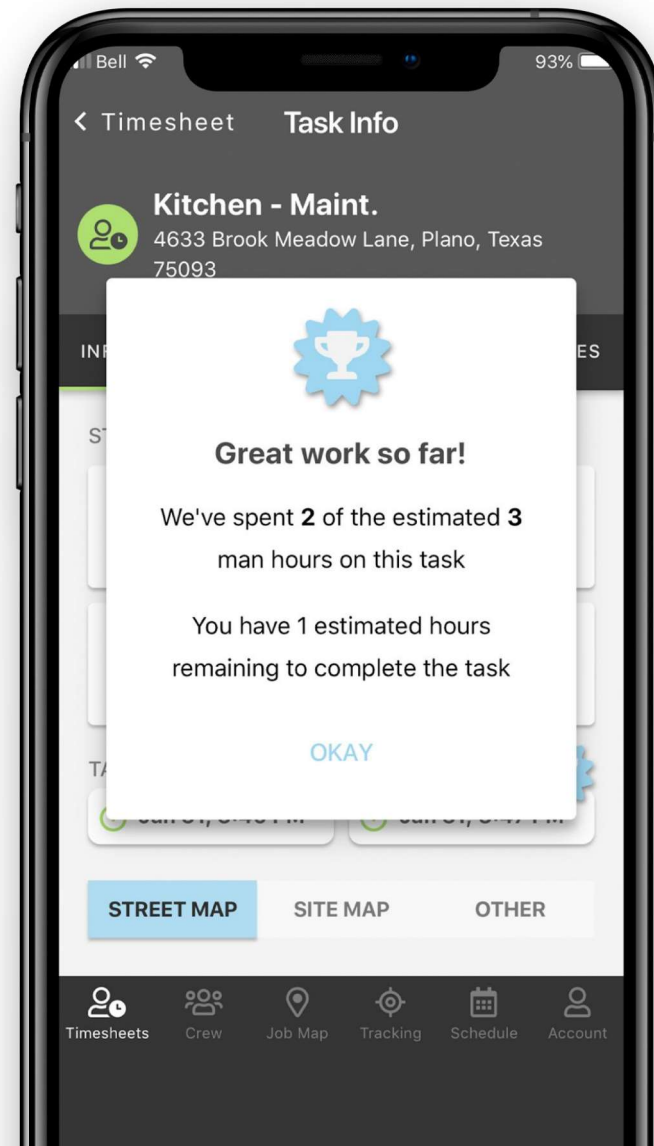 Bell 93%
Timesheet Task Info
Kitchen - Maint.
4633 Brook Meadow Lane, Plano, Texas
75093
Great work so far!
We've spent 2 of the estimated 3
man hours on this task
You have 1 estimated hours
remaining to complete the task
OKAY
STREET MAP SITE MAP OTHER
Timesheets Crew Job Map Tracking Schedule Account